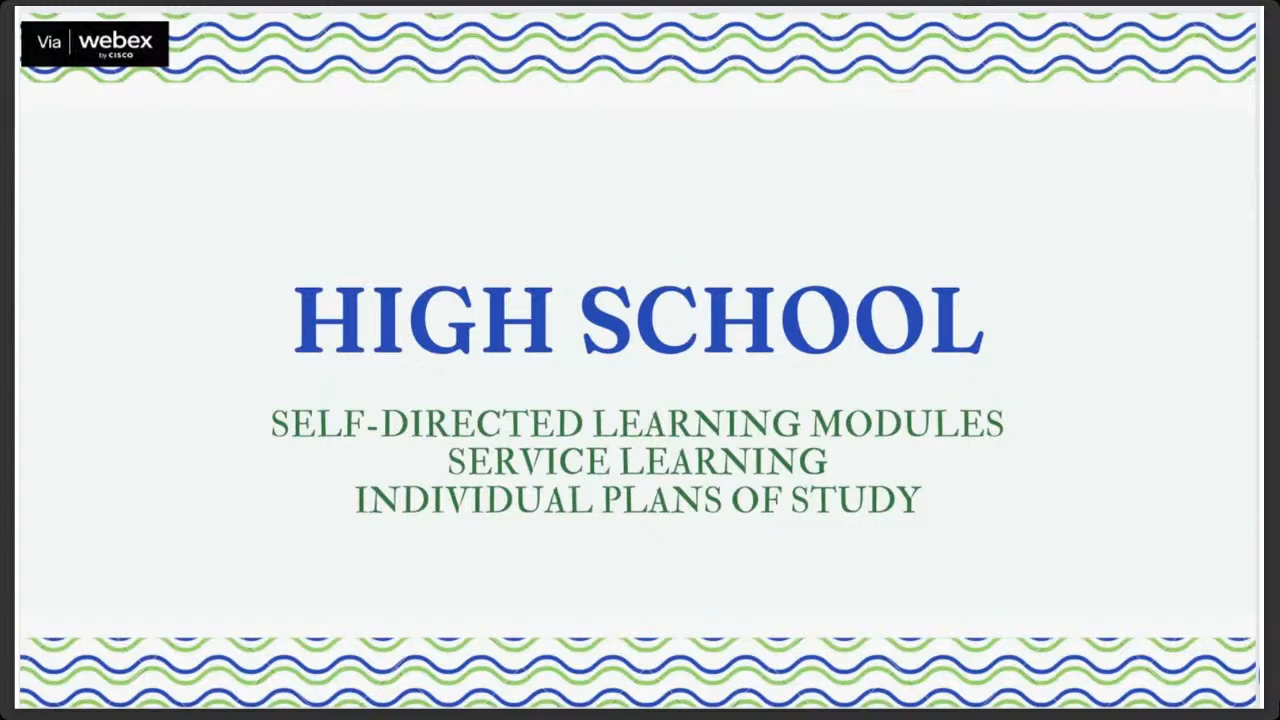 Via webex
by CISCO
HIGH SCHOOL
SELF-DIRECTED LEARNING MODULES
SERVICE LEARNING
INDIVIDUAL PLANS OF STUDY